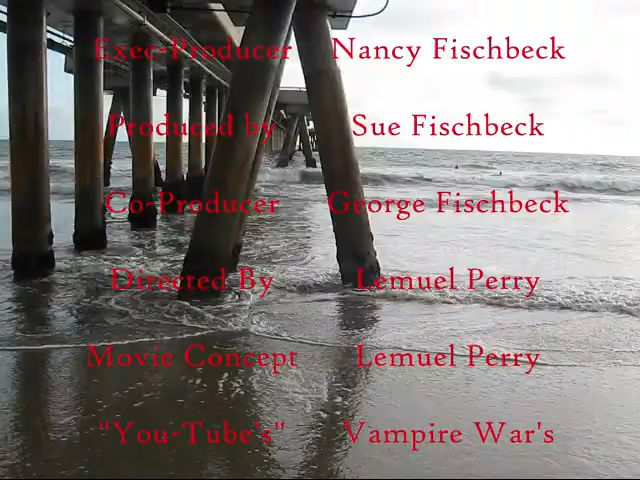 Exec-Producer Nancy Fischbeck
Produced by Sue Fischbeck
Co-Producer George Fischbeck
Directed By Lemuel Perry
Movie Concept Lemuel Perry
"You-Tube's" Vampire War's